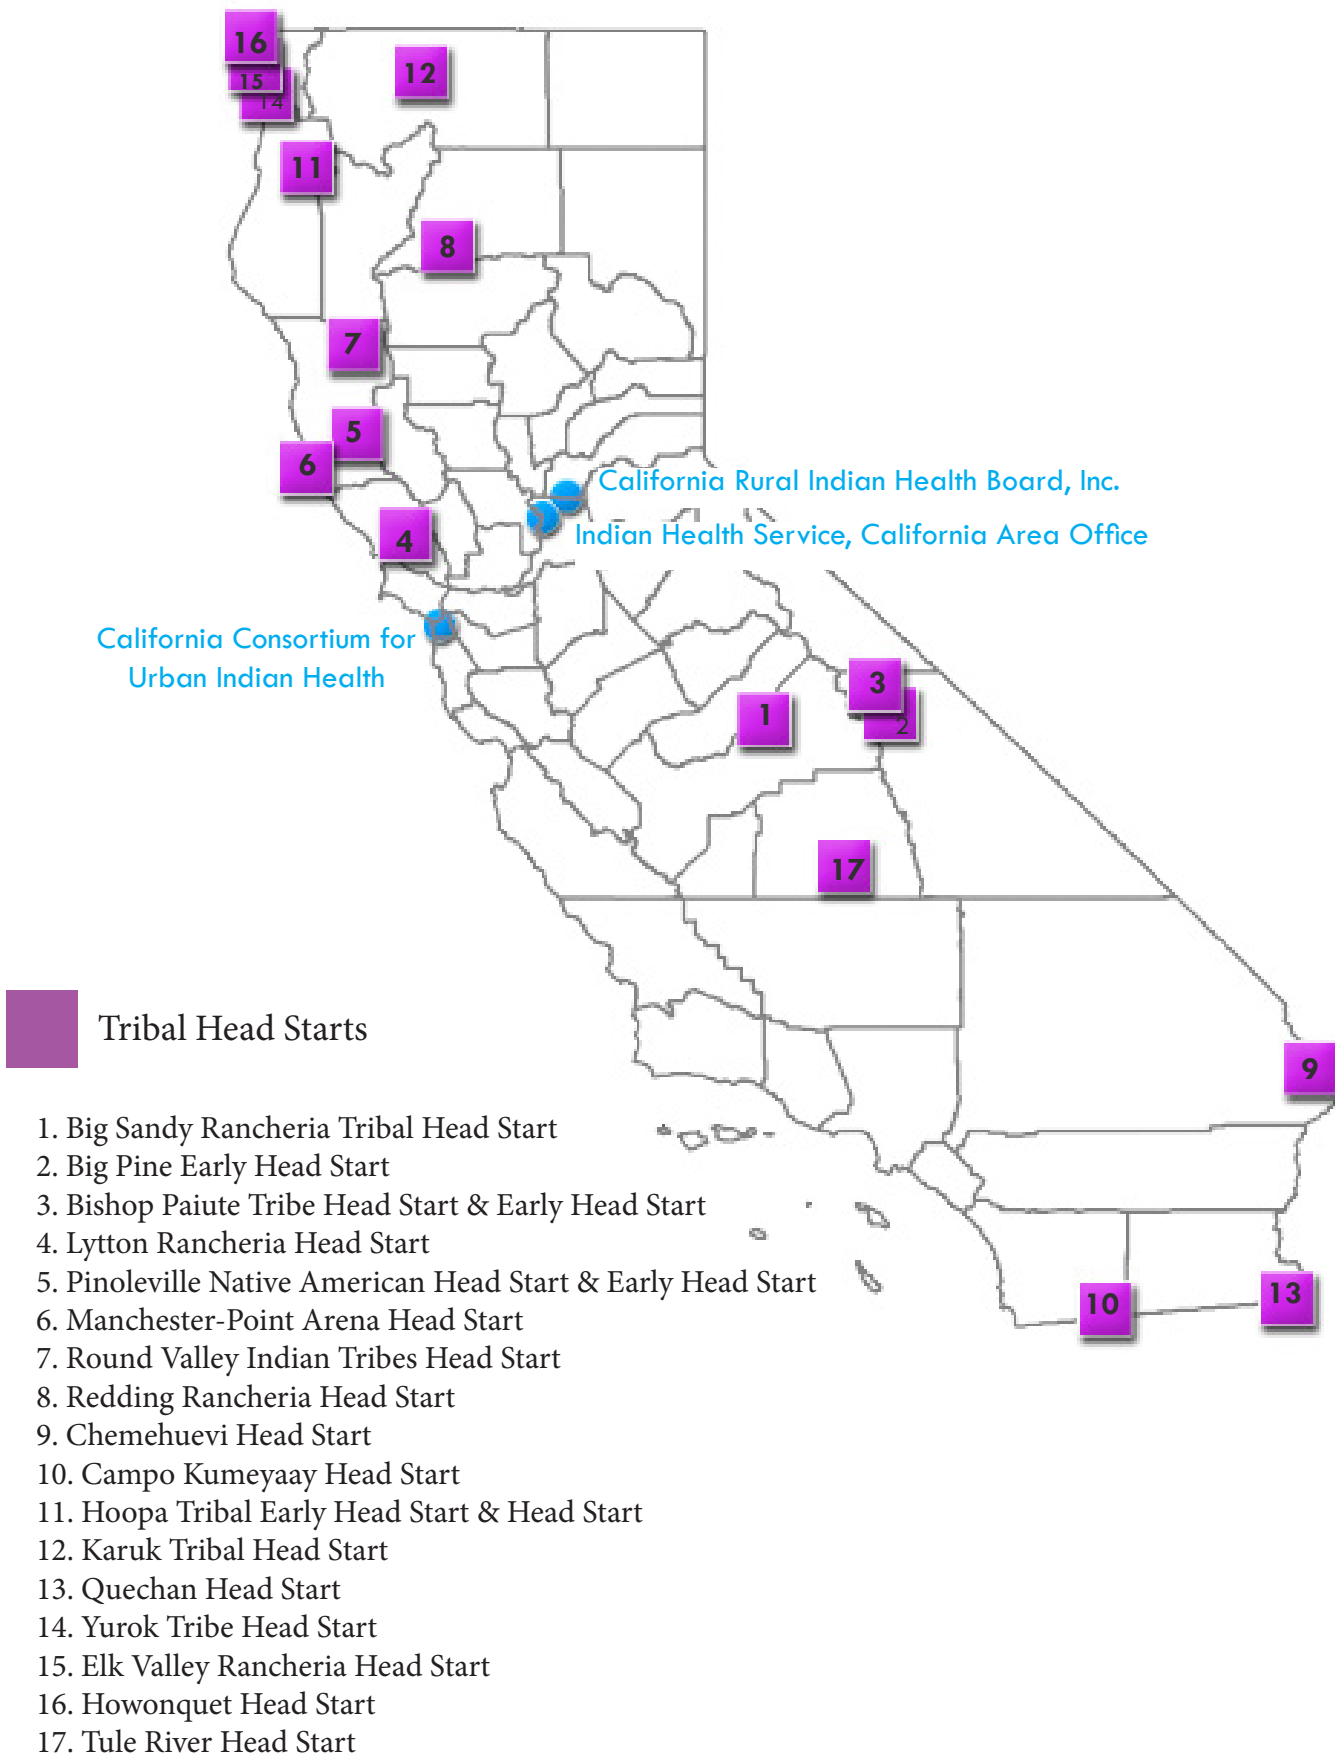 16
15
14
12
11
8
7
5
6
California Rural Indian Health Board, Inc.
Indian Health Service, California Area Office
4
California Consortium for
Urban Indian Health
3
2
1
17
9
10
13
Tribal Head Starts
1. Big Sandy Rancheria Tribal Head Start
2. Big Pine Early Head Start
3. Bishop Paiute Tribe Head Start & Early Head Start
4. Lytton Rancheria Head Start
5. Pinoleville Native American Head Start & Early Head Start
6. Manchester-Point Arena Head Start
7. Round Valley Indian Tribes Head Start
8. Redding Rancheria Head Start
9. Chemehuevi Head Start
10. Campo Kumeyaay Head Start
11. Hoopa Tribal Early Head Start & Head Start
12. Karuk Tribal Head Start
13. Quechan Head Start
14. Yurok Tribe Head Start
15. Elk Valley Rancheria Head Start
16. Howonquet Head Start
17. Tule River Head Start